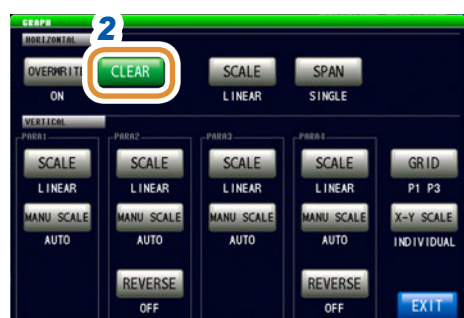 GRAPH
HORIZONTAL
2
OVERWRITE CLEAR SCALE SPAN
ON LINEAR SINGLE
VERTICAL
PARA1 PARA2 PARA3 PARA4
SCALE SCALE SCALE SCALE GRID
LINEAR LINEAR LINEAR LINEAR P1 P3
MANU SCALE MANU SCALE MANU SCALE MANU SCALE X-Y SCALE
AUTO AUTO AUTO AUTO INDIVIDUAL
REVERSE REVERSE
OFF OFF EXIT